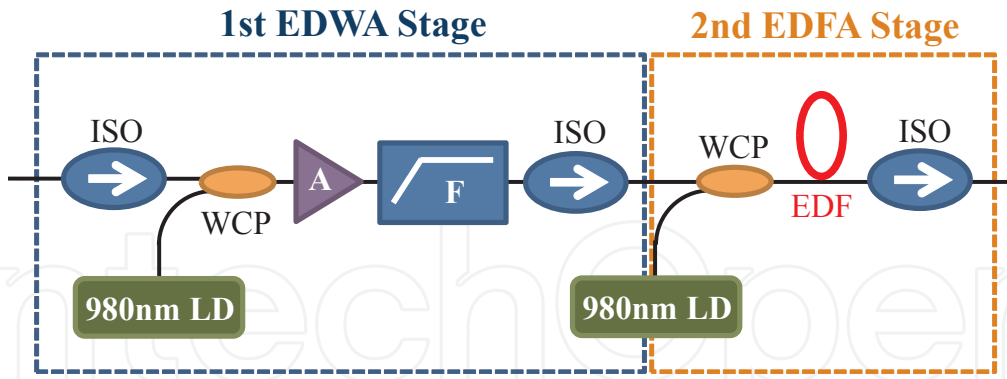 1st EDWA Stage
2nd EDFA Stage
ISO
WCP
980nm LD
A
F
ISO
WCP
980nm LD
EDF
ISO